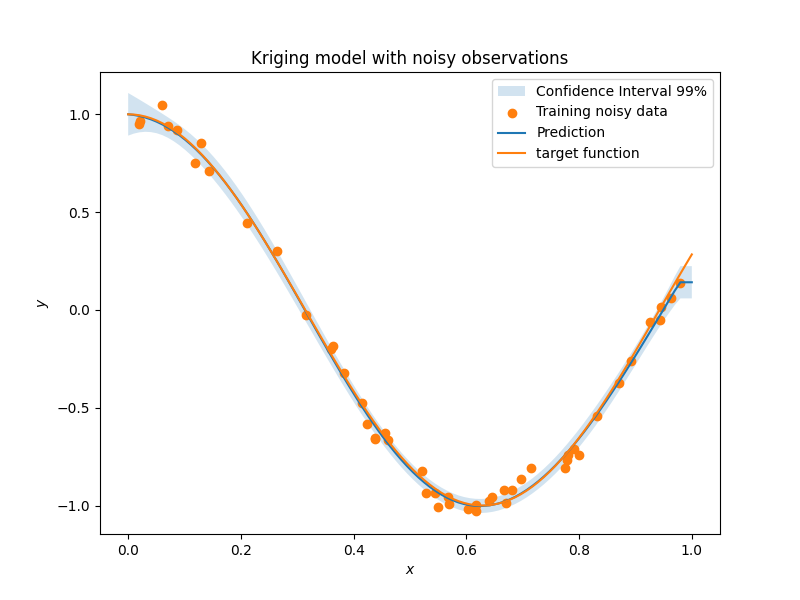 Kriging model with noisy observations
Confidence Interval 99%
Training noisy data
Prediction
target function
1.0
0.5
0.0
−0.5
−1.0
y
0.0 0.2 0.4 0.6 0.8 1.0
x